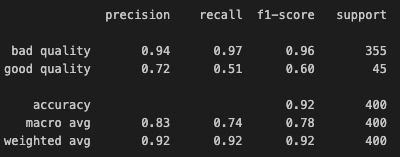 precision recall f1-score support
bad quality 0.94 0.97 0.96 355
good quality 0.72 0.51 0.60 45
accuracy 0.92 400
macro avg 0.83 0.74 0.78 400
weighted avg 0.92 0.92 0.92 400